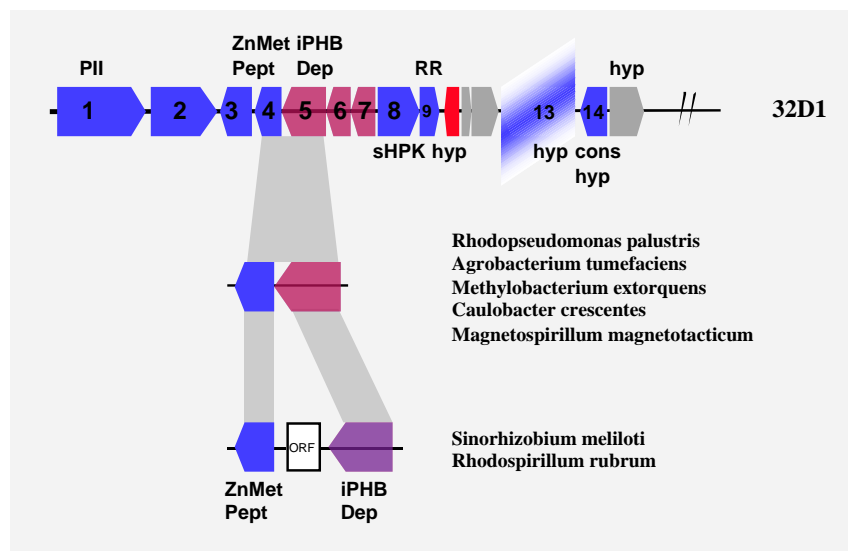 ZnMet iPHB
PII Pept Dep RR hyp
1 2 3 4 5 6 7 8 9 13 14
32D1
sHPK hyp hyp cons
hyp
Rhodopseudomonas palustris
Agrobacterium tumefaciens
Methylobacterium extorquens
Caulobacter crescentes
Magnetospirillum magnetotacticum
ORF
Sinorhizobium meliloti
Rhodospirillum rubrum
ZnMet iPHB
Pept Dep